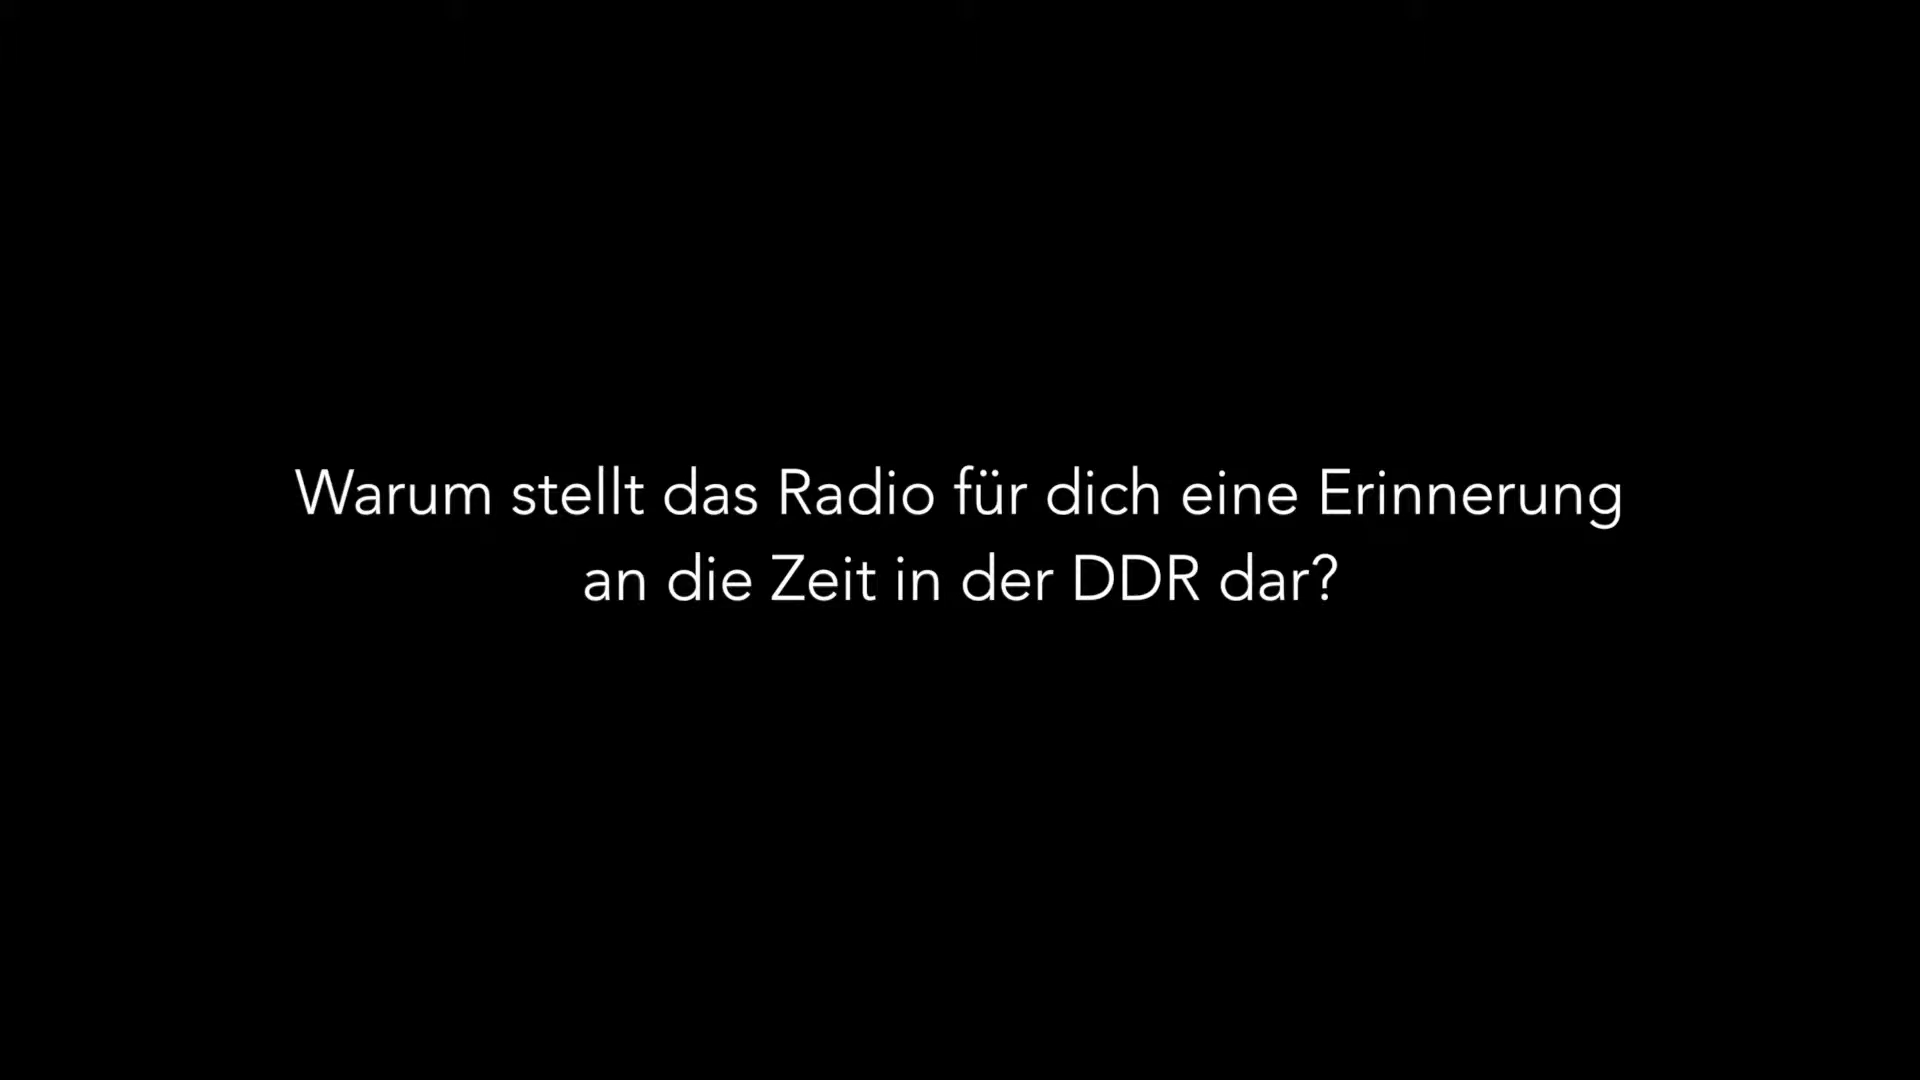 Warum stellt das Radio für dich eine Erinnerung
an die Zeit in der DDR dar?